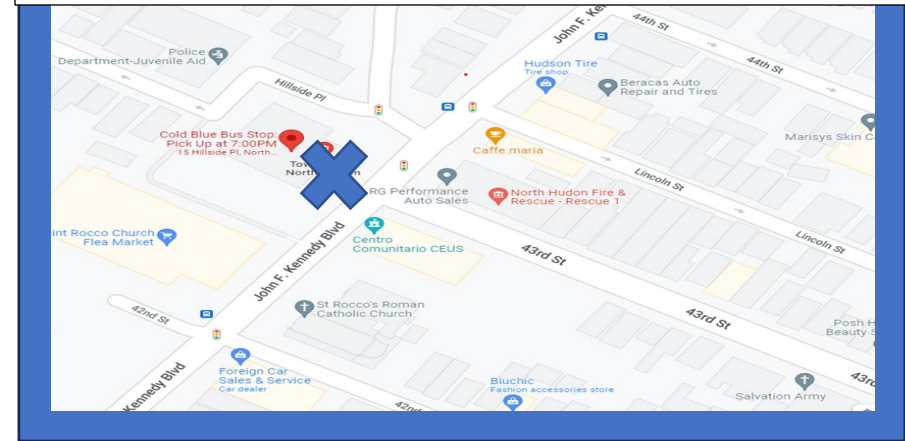 44th St
John F. Ke
Police
Department-Juvenile Aid
Hudson Tire
Tire shop
44th St
Hillside Pl
Beracas Auto
Repair and Tires
Cold Blue Bus Stop:
Pick Up at 7:00PM
15 Hillside Pl, North...
Marisys Skin C
Caffe maria
Lincoln St
RG Performance
Auto Sales
North Hudon Fire &
Rescue - Rescue 1
int Rocco Church
Flea Market
Centro
Comunitario CEUS
Lincoln St
John F. Kennedy Blvd
43rd St
42nd St
St Rocco's Roman
Catholic Church
43rd St
Posh H
Beauty S
Foreign Car
Sales & Service
Car dealer
Biuchic
Fashion accessories store
43rd
Kennedy Blvd
Salvation Army
42nd